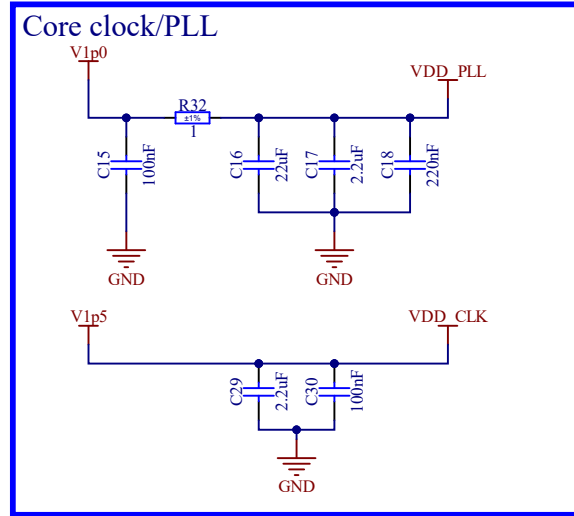 Core clock/PLL
V1p0
VDD_PLL
R32
±1%
1
C15
100nF
C16
22uF
C17
2.2uF
C18
220nF
GND
GND
V1p5
VDD_CLK
C29
2.2uF
C30
100nF
GND